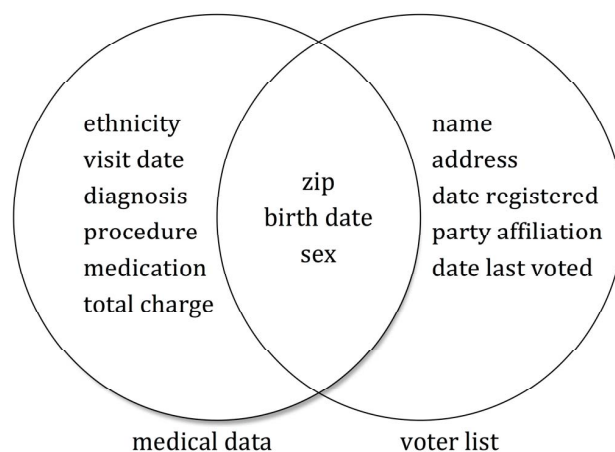 ethnicity
visit date
diagnosis
procedure
medication
total charge
zip
birth date
sex
name
address
date registered
party affiliation
date last voted
medical data
voter list